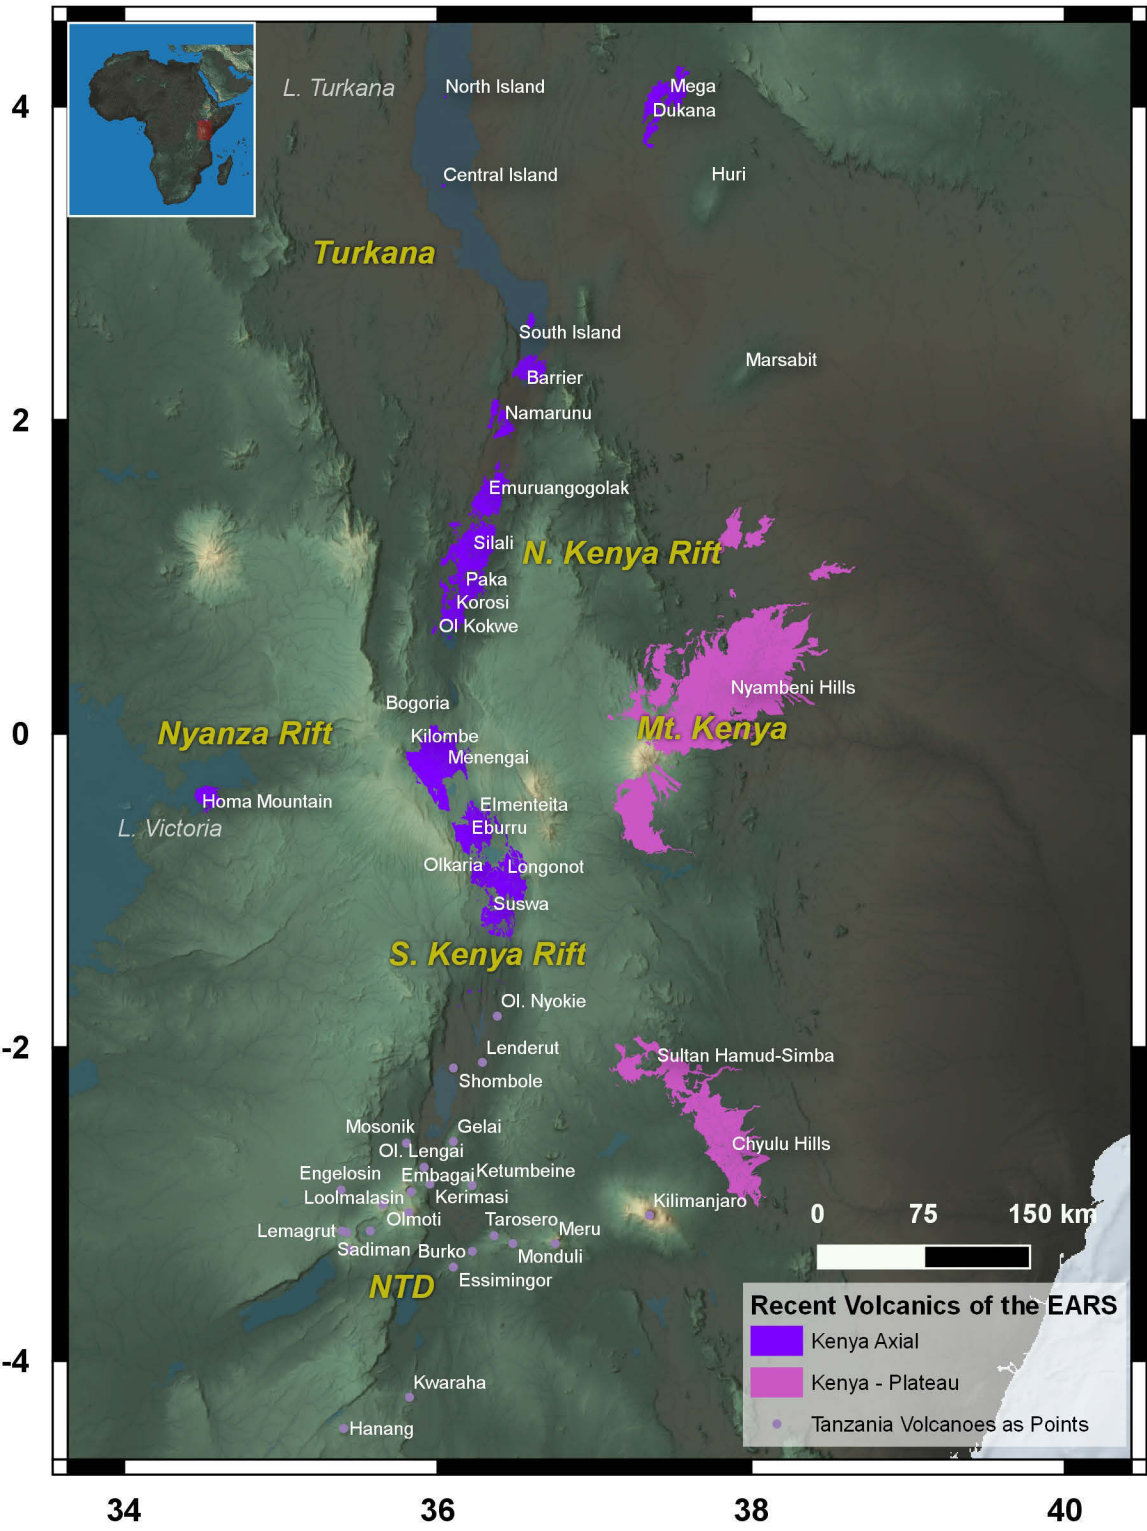 L. Turkana
North Island
Mega
4
Dukana
Central Island
Huri
Turkana
South Island
Marsabit
Barrier
2
Namarunu
Emuruangogolak
Silali
N. Kenya Rift
Paka
Korosi
Ol Kokwe
Nyambeni Hills
Bogoria
Mt. Kenya
0
Nyanza Rift
Kilombe
Menengai
Homa Mountain
Elmenteita
L. Victoria
Eburru
Olkaria
Longonot
Suswa
S. Kenya Rift
Ol. Nyokie
-2
Lenderut
Sultan Hamud-Simba
Shombole
Mosonik
Gelai
Chyulu Hills
Ol. Lengai
Engelosin
Embagai
Ketumbeine
Loolmalasin
Kerimasi
Kilimanjaro
0 75 150 km
Olmoti
Tarosero
Lemagrut
Meru
Sadiman
Burko
Monduli
NTD
Essimingor
Recent Volcanics of the EARS
Kenya Axial
-4
Kwaraha
Kenya - Plateau
Hanang
Tanzania Volcanoes as Points
34 36 38 40